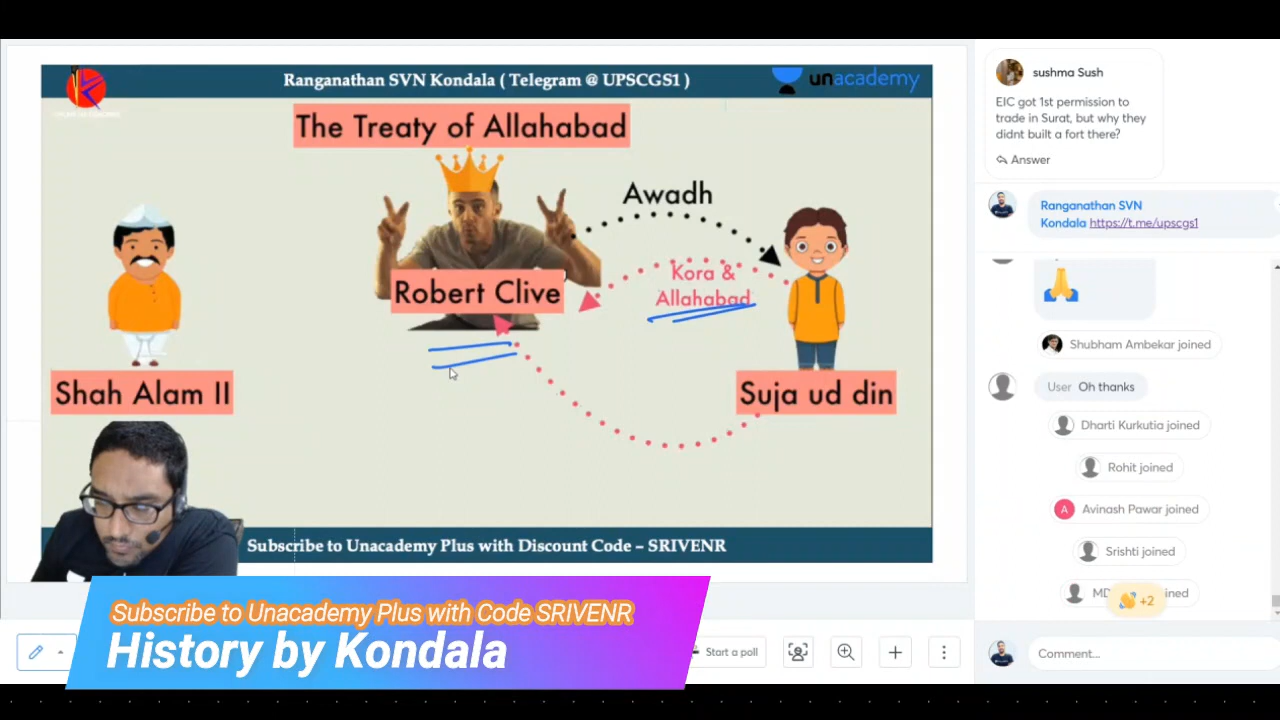 Ranganathan SVN Kondala ( Telegram @ UPSCGS1 )
unacademy
The Treaty of Allahabad
Awadh
Kora &
Allahabad
Robert Clive
Shah Alam II
Suja ud din
Subscribe to Unacademy Plus with Discount Code – SRIVENR
Subscribe to Unacademy Plus with Code SRIVENR
History by Kondala
Start a poll
sushma Sush
EIC got 1st permission to
trade in Surat, but why they
didnt built a fort there?
Answer
Ranganathan SVN
Kondala https://t.me/upscgs1
Shubham Ambekar joined
User Oh thanks
Dharti Kurkutia joined
Rohit joined
A Avinash Pawar joined
Srishti joined
MD
ined
+2
Comment...